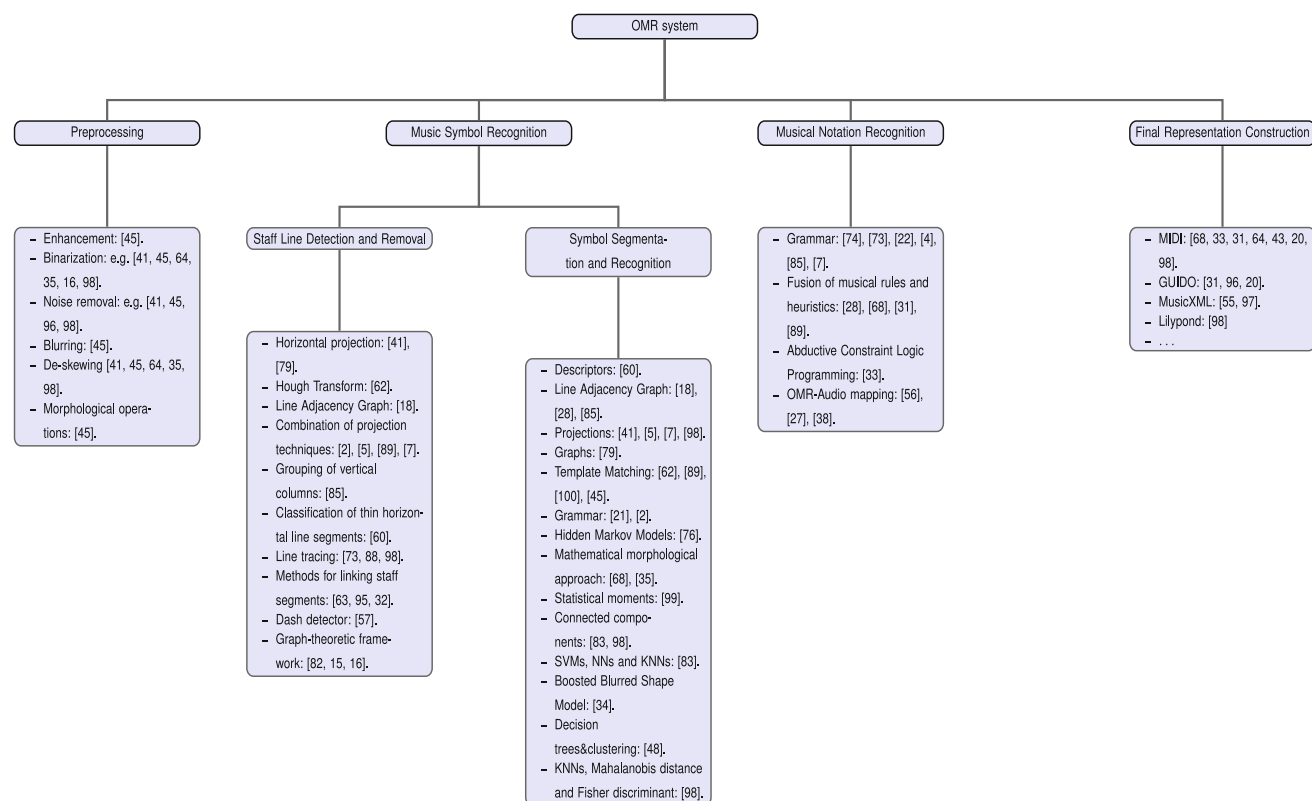 OMR system
Preprocessing
Music Symbol Recognition
Musical Notation Recognition
Final Representation Construction
– Enhancement: [45].
– Binarization: e.g. [41, 45, 64,
35, 16, 98].
– Noise removal: e.g. [41, 45,
96, 98].
– Blurring: [45].
– De-skewing [41, 45, 64, 35,
98].
– Morphological opera-
tions: [45].
Staff Line Detection and Removal
– Horizontal projection: [41],
[79].
– Hough Transform: [62].
– Line Adjacency Graph: [18].
– Combination of projection
techniques: [2], [5], [89], [7].
– Grouping of vertical
columns: [85].
– Classification of thin horizon-
tal line segments: [60].
– Line tracing: [73, 88, 98].
– Methods for linking staff
segments: [63, 95, 32].
– Dash detector: [57].
– Graph-theoretic frame-
work: [82, 15, 16].
Symbol Segmenta-
tion and Recognition
– Descriptors: [60].
– Line Adjacency Graph: [18],
[28], [85].
– Projections: [41], [5], [7], [98].
– Graphs: [79].
– Template Matching: [62], [89],
[100], [45].
– Grammar: [21], [2].
– Hidden Markov Models: [76].
– Mathematical morphological
approach: [68], [35].
– Statistical moments: [99].
– Connected compo-
nents: [83, 98].
– SVMs, NNs and KNNs: [83].
– Boosted Blurred Shape
Model: [34].
– Decision
trees&clustering: [48].
– KNNs, Mahalanobis distance
and Fisher discriminant: [98].
– Grammar: [74], [73], [22], [4],
[85], [7].
– Fusion of musical rules and
heuristics: [28], [68], [31],
[89].
– Abductive Constraint Logic
Programming: [33].
– OMR-Audio mapping: [56],
[27], [38].
– MIDI: [68, 33, 31, 64, 43, 20,
98].
– GUIDO: [31, 96, 20].
– MusicXML: [55, 97].
– Lilypond: [98]
– . . .